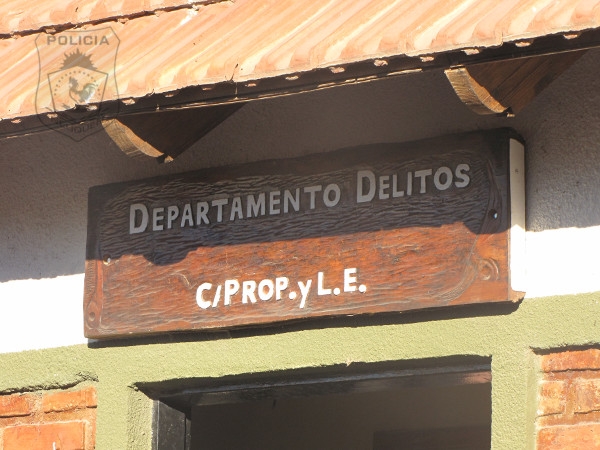 POLICIA
DEPARTAMENTO DELITOS
C/PROP. y L.E.